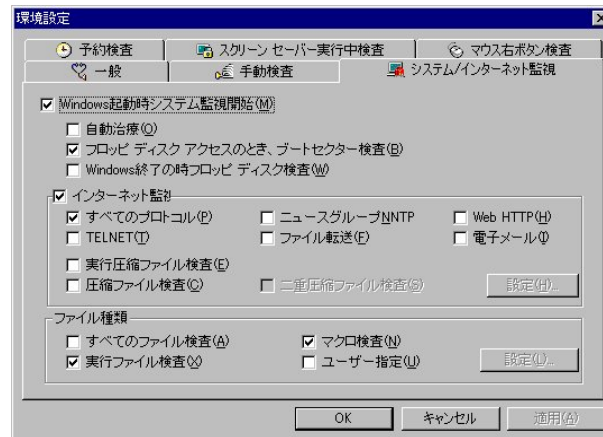 環境設定
予約検査 スクリーン セーバー実行中検査 マウス右ボタン検査
一般 手動検査 システム/インターネット監視
Windows起動時システム監視開始(M)
自動治療(O)
フロッピ ディスク アクセスのとき、ブートセクター検査(B)
Windows終了の時フロッピ ディスク検査(W)
インターネット監視
すべてのプロトコル(P) ニュースグループNNTP Web HTTP(H)
TELNET(T) ファイル転送(F) 電子メール(I)
実行圧縮ファイル検査(E)
圧縮ファイル検査(C) 二重圧縮ファイル検査(S) 設定(H)...
ファイル種類
すべてのファイル検査(A) マクロ検査(N)
実行ファイル検査(X) ユーザー指定(U) 設定(L)...
OK キャンセル 適用(A)